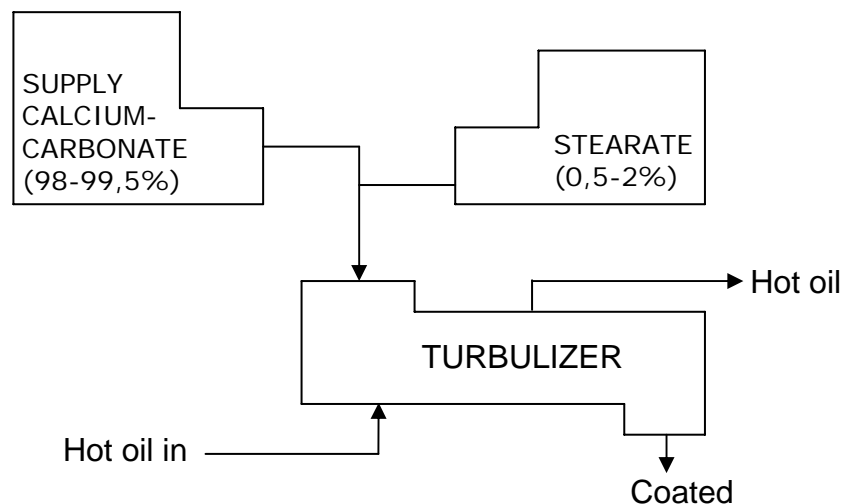 SUPPLY
CALCIUM-
CARBONATE
(98-99,5%)
STEARATE
(0,5-2%)
Hot oil
TURBULIZER
Hot oil in
Coated